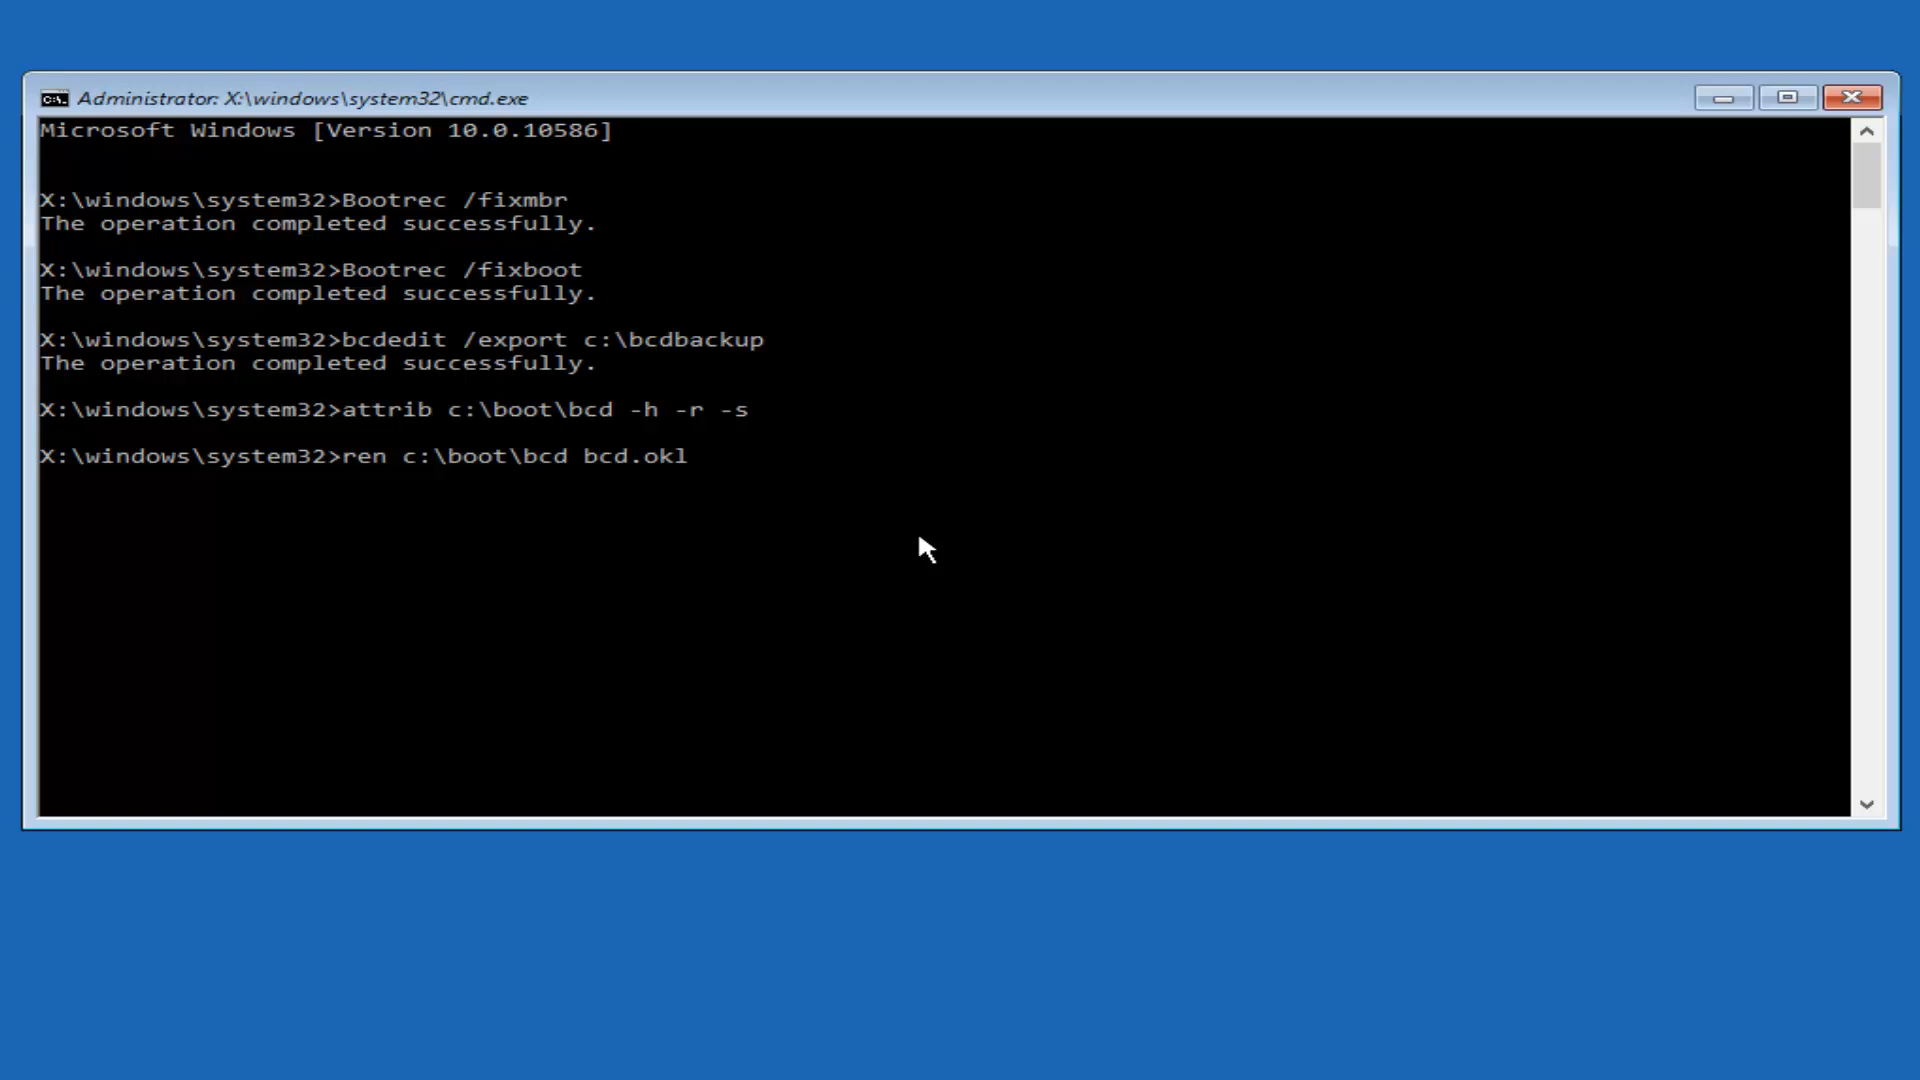 Administrator: X:\windows\system32\cmd.exe
Microsoft Windows [Version 10.0.10586]
X:\windows\system32>Bootrec /fixmbr
The operation completed successfully.
X:\windows\system32>Bootrec /fixboot
The operation completed successfully.
X:\windows\system32>bcdedit /export c:\bcdbackup
The operation completed successfully.
X:\windows\system32>attrib c:\boot\bcd -h -r -s
X:\windows\system32>ren c:\boot\bcd bcd.okl